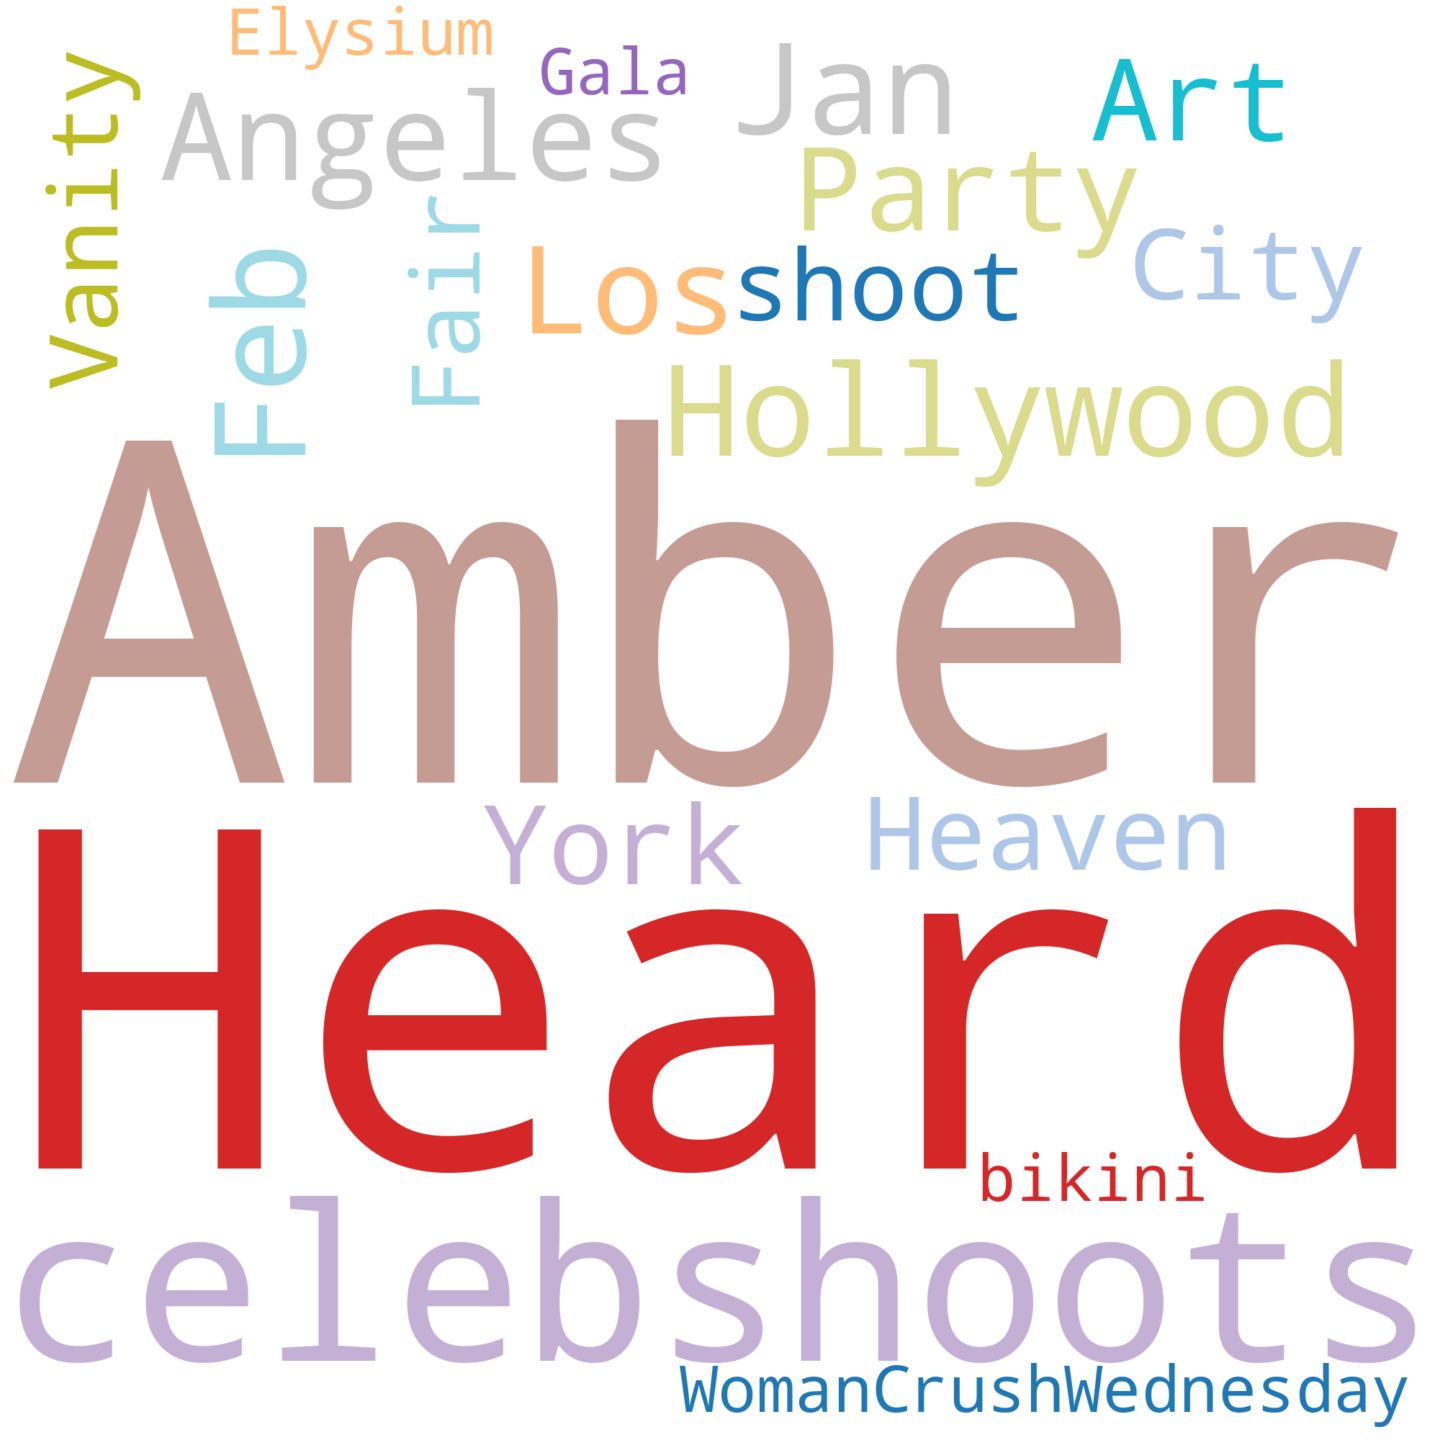 Elysium
Gala
Jan
Art
Vanity
Angeles
Party
Fair
City
Feb
Los
shoot
Hollywood
Amber
York
Heaven
Heard
bikini
celebshoots
WomanCrushWednesday